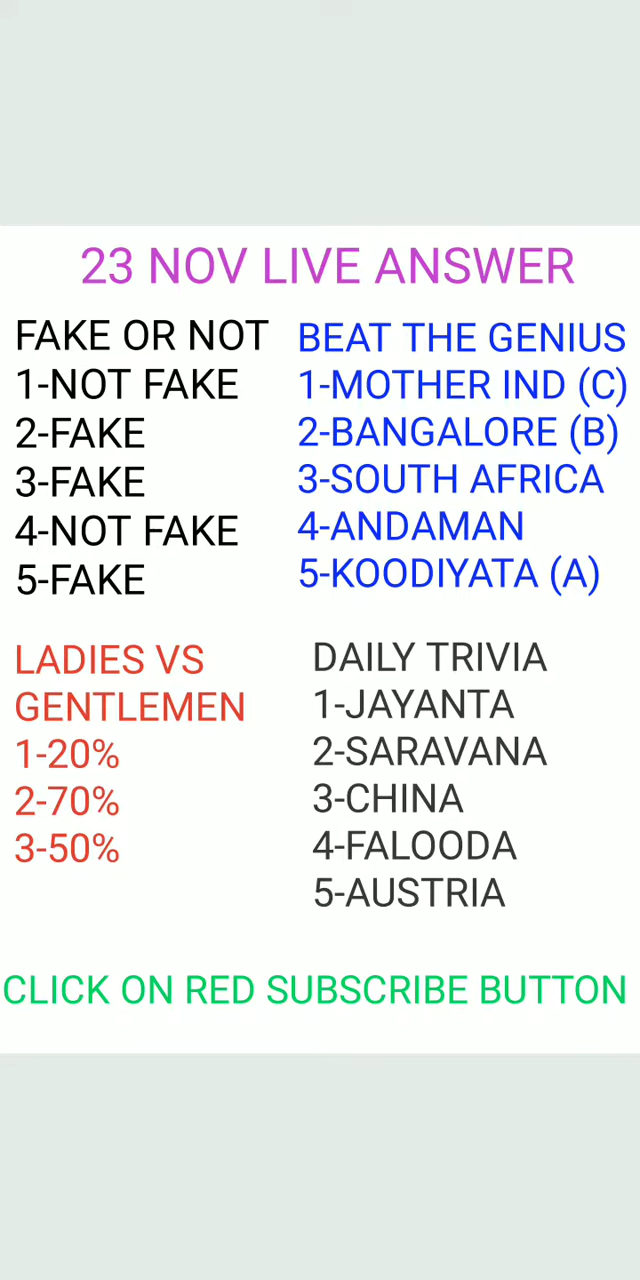 23 NOV LIVE ANSWER
FAKE OR NOT
1-NOT FAKE
2-FAKE
3-FAKE
4-NOT FAKE
5-FAKE
BEAT THE GENIUS
1-MOTHER IND (C)
2-BANGALORE (B)
3-SOUTH AFRICA
4-ANDAMAN
5-KOODIYATA (A)
LADIES VS
GENTLEMEN
1-20%
2-70%
3-50%
DAILY TRIVIA
1-JAYANTA
2-SARAVANA
3-CHINA
4-FALOODA
5-AUSTRIA
CLICK ON RED SUBSCRIBE BUTTON